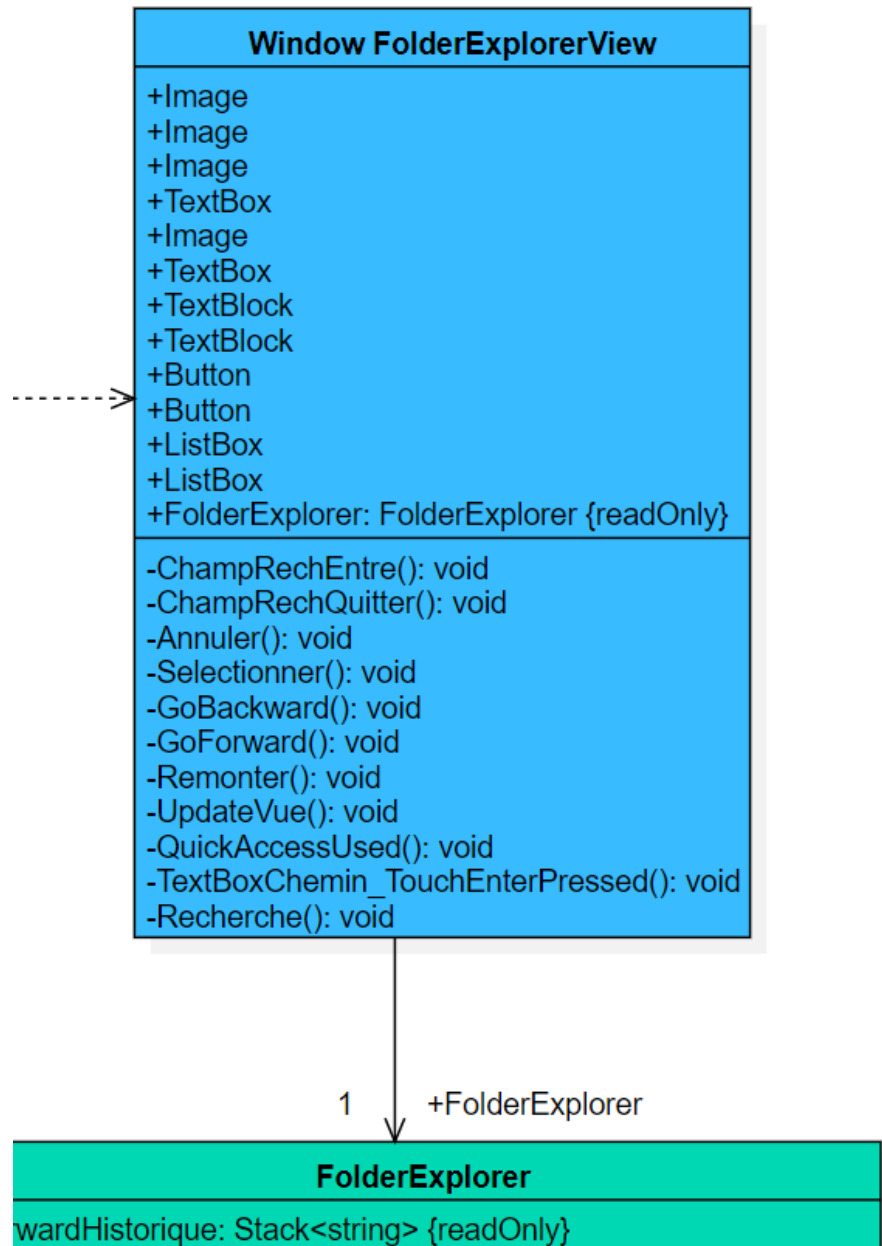 Window FolderExplorerView
+Image
+Image
+Image
+TextBox
+Image
+TextBox
+TextBlock
+TextBlock
+Button
+Button
+ListBox
+ListBox
+FolderExplorer: FolderExplorer {readOnly}
-ChampRechEntre(): void
-ChampRechQuitter(): void
-Annuler(): void
-Selectionner(): void
-GoBackward(): void
-GoForward(): void
-Remonter(): void
-UpdateVue(): void
-QuickAccessUsed(): void
-TextBoxChemin_TouchEnterPressed(): void
-Recherche(): void
1 +FolderExplorer
FolderExplorer
wardHistorique: Stack<string> {readOnly}